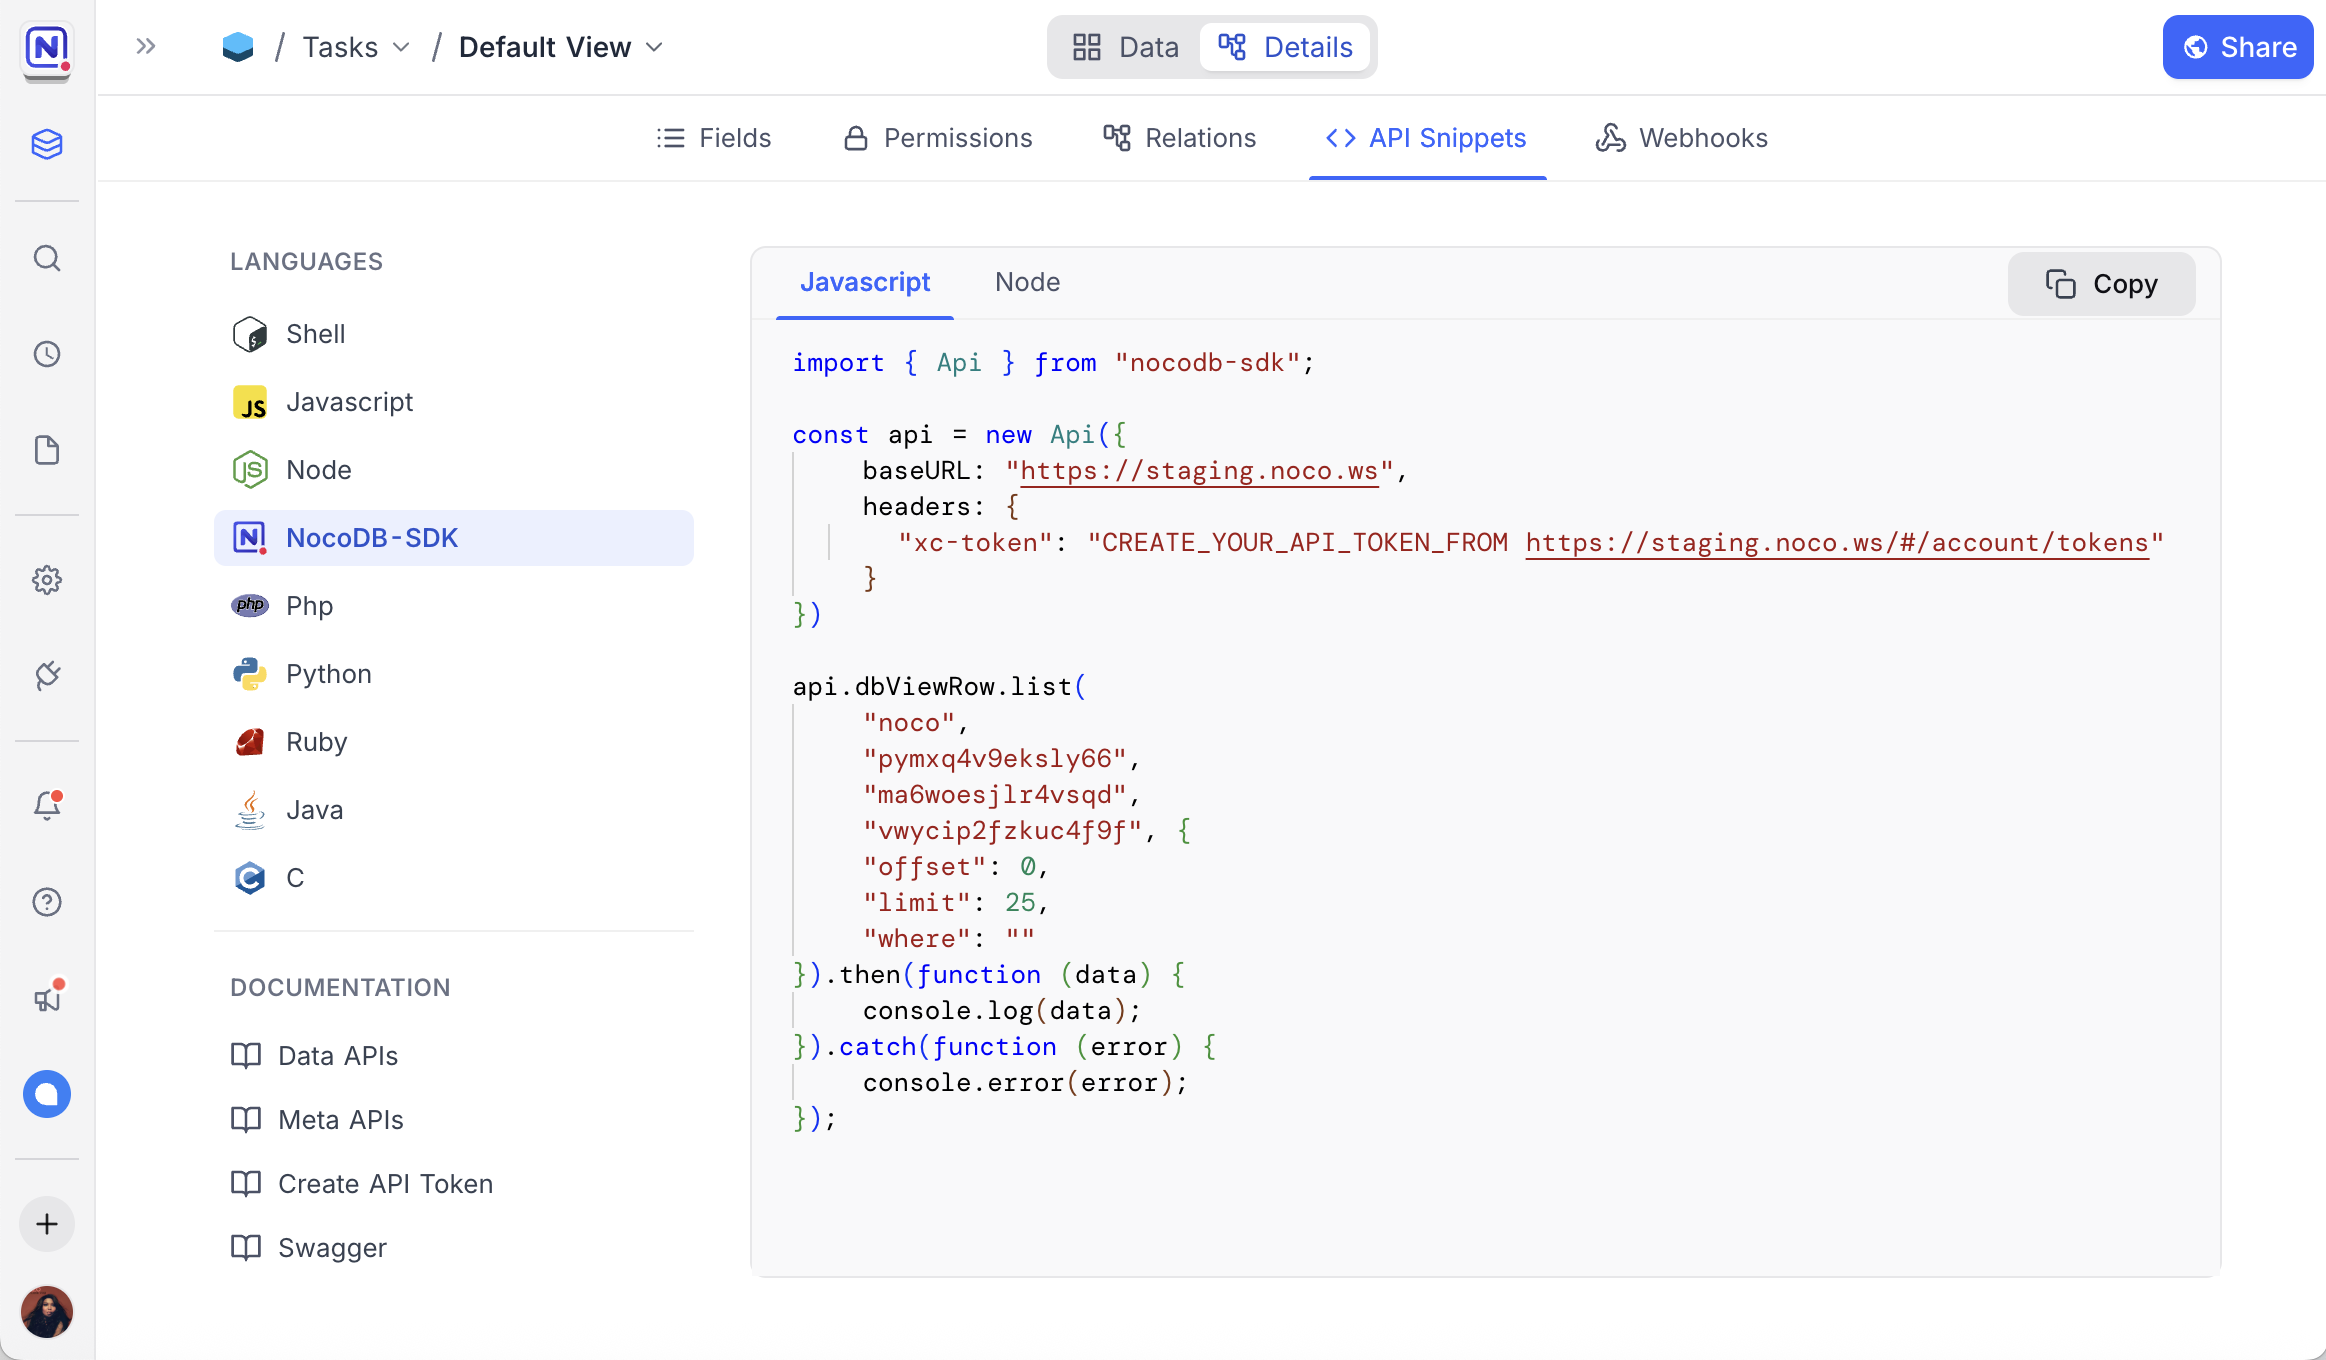 N
/ Tasks / Default View
Data Details
Share
Fields Permissions Relations <> API Snippets Webhooks
LANGUAGES
Shell
JS Javascript
JS Node
N NocoDB-SDK
php Php
Python
Ruby
Java
C C
DOCUMENTATION
Data APIs
Meta APIs
Create API Token
Swagger
Javascript Node Copy
import { Api } from "nocodb-sdk";
const api = new Api({
baseURL: "https://staging.noco.ws",
headers: {
"xc-token": "CREATE_YOUR_API_TOKEN_FROM https://staging.noco.ws/#/account/tokens"
}
})
api.dbViewRow.list(
"noco",
"pymxq4v9eksly66",
"ma6woesjlr4vsqd",
"vwycip2fzkuc4f9f", {
"offset": 0,
"limit": 25,
"where": ""
}).then(function (data) {
console.log(data);
}).catch(function (error) {
console.error(error);
});